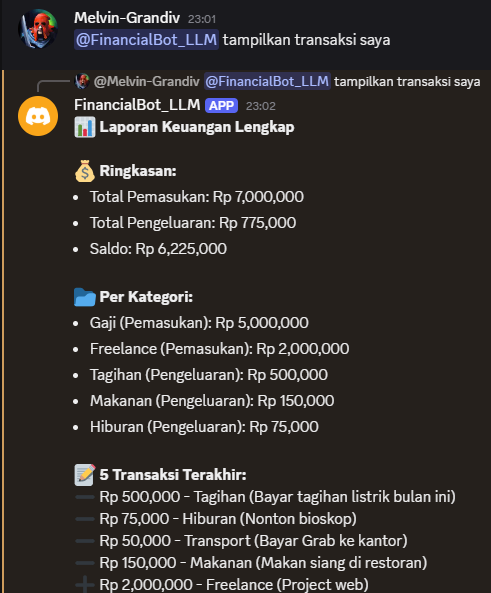 Melvin-Grandiv 23:01
@FinancialBot_LLM tampilkan transaksi saya
@Melvin-Grandiv @FinancialBot_LLM tampilkan transaksi saya
FinancialBot_LLM APP 23:02
📊 Laporan Keuangan Lengkap
💰 Ringkasan:
• Total Pemasukan: Rp 7,000,000
• Total Pengeluaran: Rp 775,000
• Saldo: Rp 6,225,000
📂 Per Kategori:
• Gaji (Pemasukan): Rp 5,000,000
• Freelance (Pemasukan): Rp 2,000,000
• Tagihan (Pengeluaran): Rp 500,000
• Makanan (Pengeluaran): Rp 150,000
• Hiburan (Pengeluaran): Rp 75,000
📝 5 Transaksi Terakhir:
➖ Rp 500,000 - Tagihan (Bayar tagihan listrik bulan ini)
➖ Rp 75,000 - Hiburan (Nonton bioskop)
➖ Rp 50,000 - Transport (Bayar Grab ke kantor)
➖ Rp 150,000 - Makanan (Makan siang di restoran)
➕ Rp 2,000,000 - Freelance (Project web)